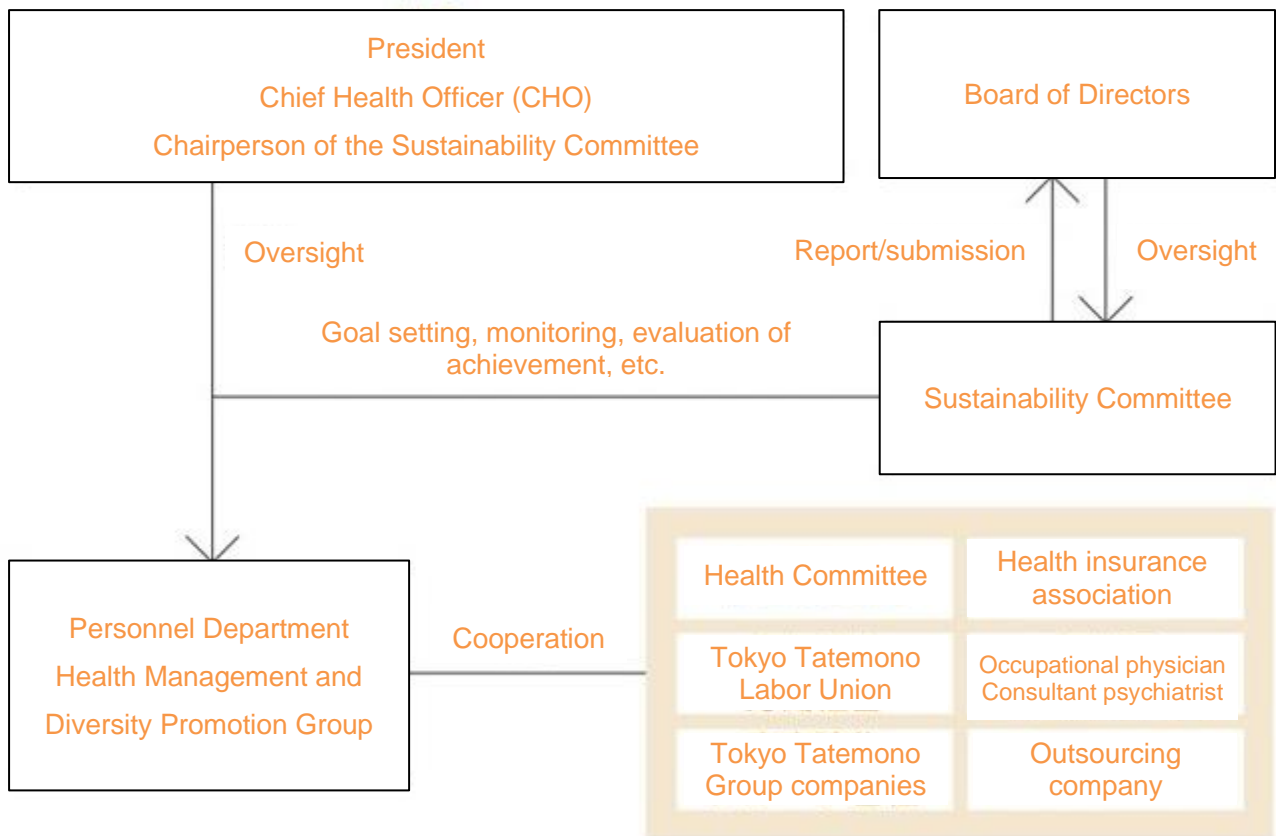 President
Chief Health Officer (CHO)
Chairperson of the Sustainability Committee
Board of Directors
Oversight
Report/submission
Oversight
Goal setting, monitoring, evaluation of
achievement, etc.
Sustainability Committee
Personnel Department
Health Management and
Diversity Promotion Group
Cooperation
Health Committee
Health insurance
association
Tokyo Tatemono
Labor Union
Occupational physician
Consultant psychiatrist
Tokyo Tatemono
Group companies
Outsourcing
company